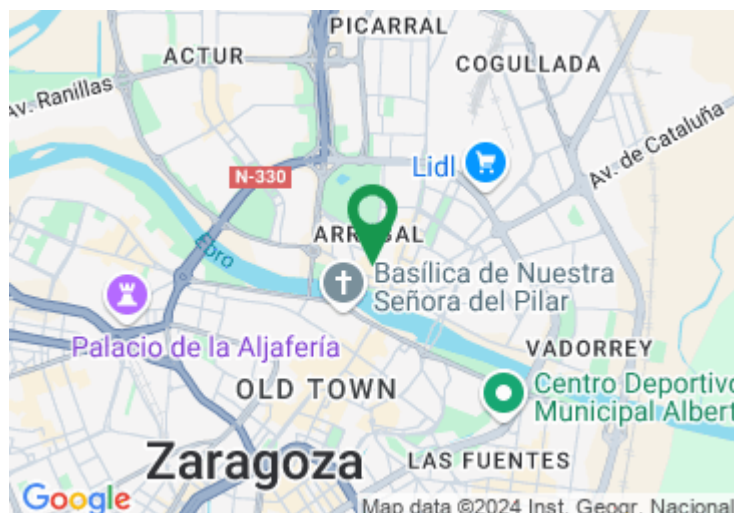 PICARRAL
ACTUR
COGULLADA
Av. Ranillas
Av. de Cataluña
Lidl
N-330
ARRABAL
Ebro
Basílica de Nuestra
Señora del Pilar
Palacio de la Aljafería
VADORREY
OLD TOWN
Centro Deportivo
Municipal Albert
Zaragoza
LAS FUENTES
Google
Map data ©2024 Inst. Geogr. Nacional